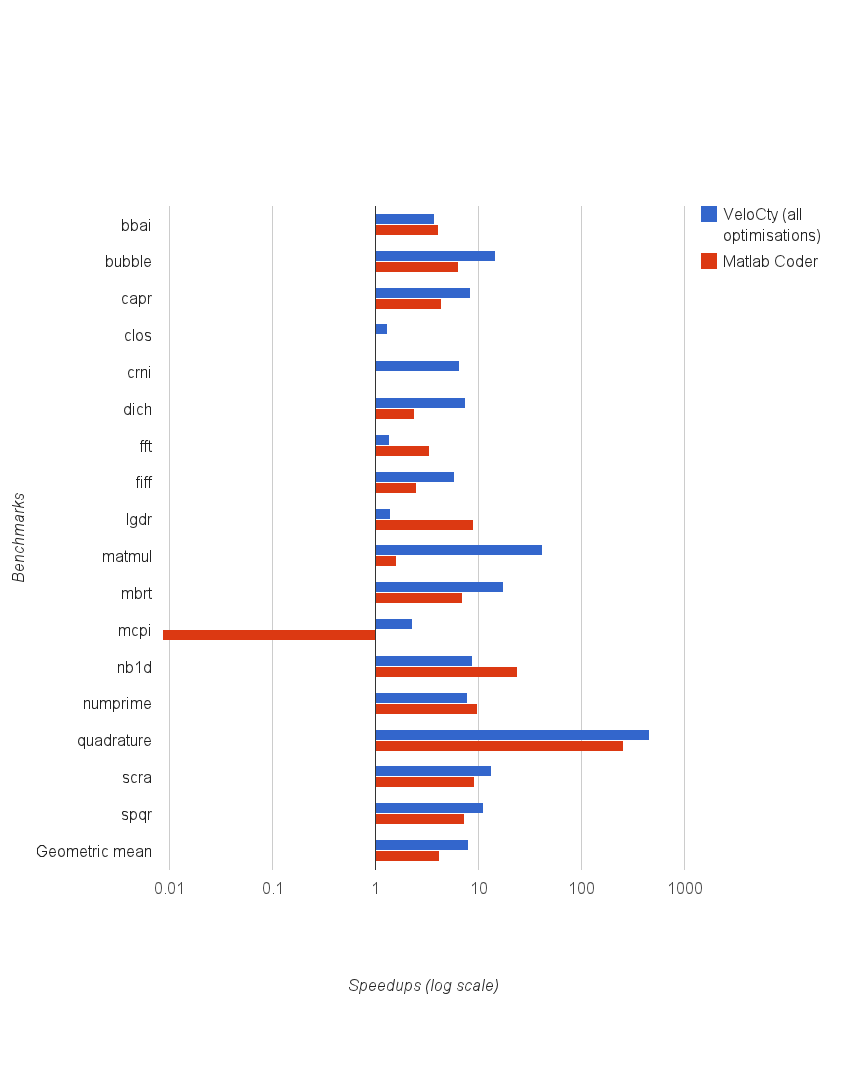 VeloCty (all
optimisations)
Matlab Coder
bbai
bubble
capr
clos
crni
dich
fft
fiff
lgdr
matmul
mbrt
mcpi
nb1d
numprime
quadrature
scra
spqr
Geometric mean
Benchmarks
0.01 0.1 1 10 100 1000
Speedups (log scale)